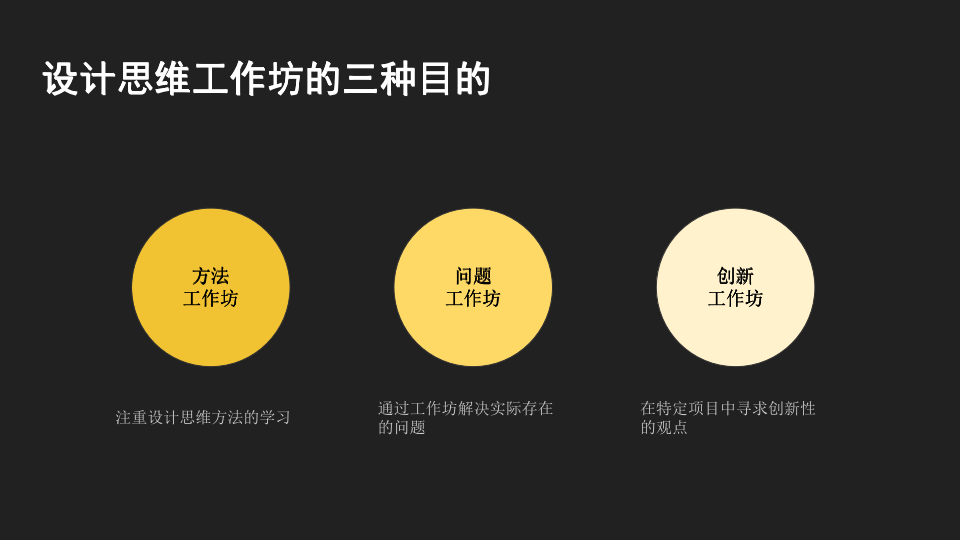 设计思维工作坊的三种目的
方法
工作坊
注重设计思维方法的学习
问题
工作坊
通过工作坊解决实际存在
的问题
创新
工作坊
在特定项目中寻求创新性
的观点